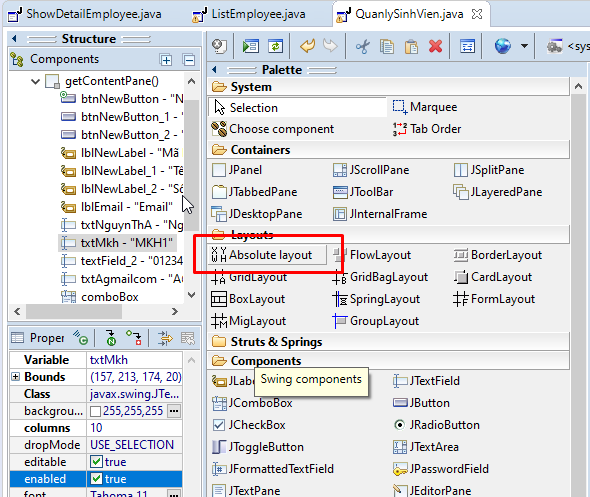 ShowDetailEmployee.java ListEmployee.java QuanlySinhVien.java
Structure
Components
getContentPane()
btnNewButton - "N
btnNewButton_1 - "
btnNewButton_2 - "
lblNewLabel - "Mã
lblNewLabel_1 - "Tê
lblNewLabel_2 - "Số
lblEmail - "Email"
txtNguynThA - "Ng
txtMkh - "MKH1"
textField_2 - "01234
txtAgmailcom - "A
comboBox
Proper
Variable txtMkh
Bounds (157, 213, 174, 20)
Class javax.swing.JTe
backgrou... 255,255,255 ...
columns 10
dropMode USE_SELECTION
editable true
enabled true
font Tahoma 11
<sys
Palette
System
Selection Marquee
Choose component Tab Order
Containers
JPanel JScrollPane JSplitPane
JTabbedPane JToolBar JLayeredPane
JDesktopPane JInternalFrame
Layouts
Absolute layout FlowLayout BorderLayout
GridLayout GridBagLayout CardLayout
BoxLayout SpringLayout FormLayout
MigLayout GroupLayout
Struts & Springs
Components
JLabe JTextField
Swing components
JComboBox JButton
JCheckBox JRadioButton
JToggleButton JTextArea
JFormattedTextField JPasswordField
JTextPane JEditorPane